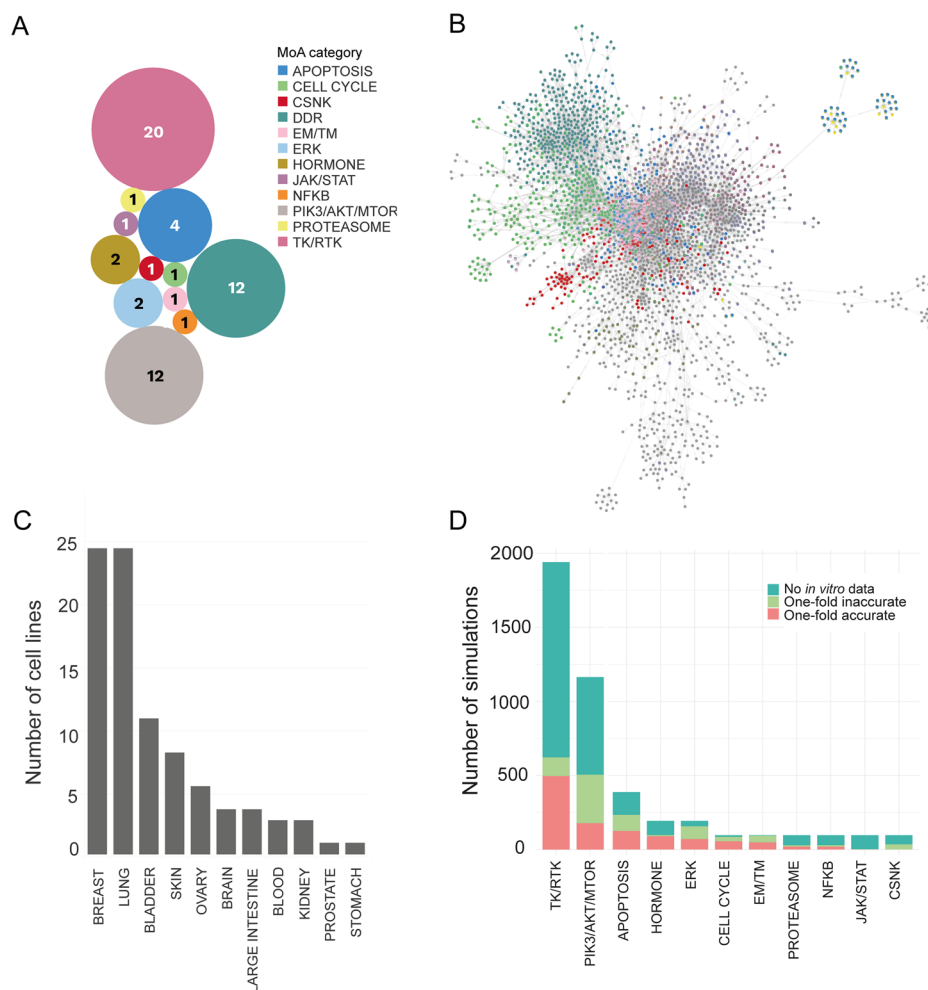 A
MoA category
APOPTOSIS
CELL CYCLE
CSNK
DDR
EM/TM
ERK
HORMONE
JAK/STAT
NFKB
PIK3/AKT/MTOR
PROTEASOME
TK/RTK
20
1
1
4
2
1
1
12
2
1
1
12
B
C
Number of cell lines
25
20
15
10
5
0
BREAST
LUNG
BLADDER
SKIN
OVARY
BRAIN
LARGE INTESTINE
BLOOD
KIDNEY
PROSTATE
STOMACH
D
Number of simulations
2000
1500
1000
500
0
No in vitro data
One-fold inaccurate
One-fold accurate
TK/RTK
PIK3/AKT/MTOR
APOPTOSIS
HORMONE
ERK
CELL CYCLE
EM/TM
PROTEASOME
NFKB
JAK/STAT
CSNK